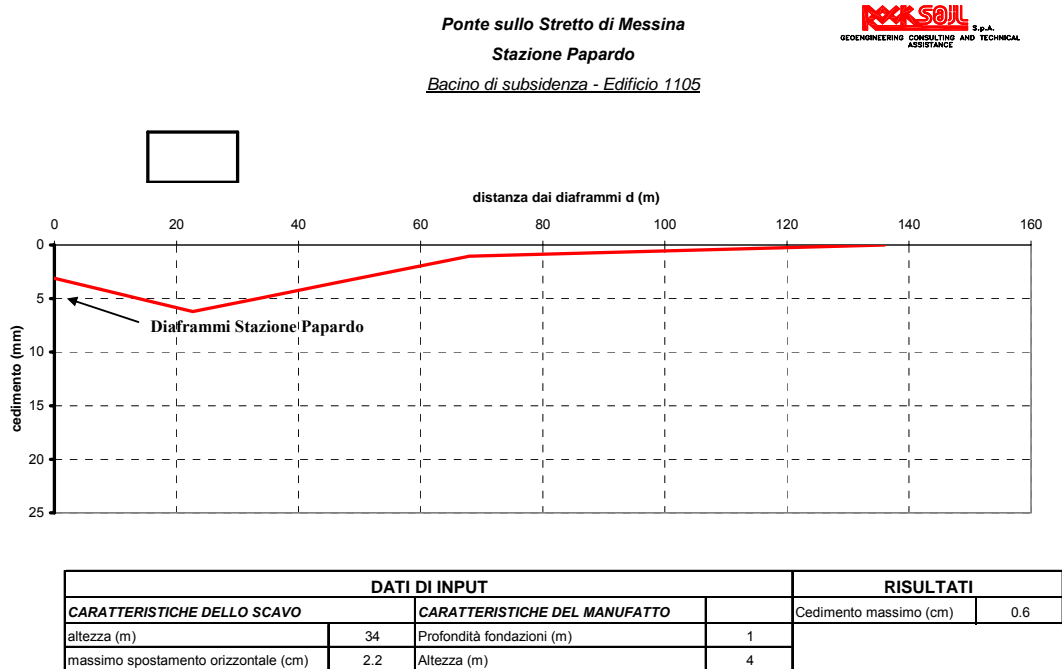 Ponte sullo Stretto di Messina
Stazione Papardo
Bacino di subsidenza - Edificio 1105
ROCKSOIL S.p.A.
GEOENGINEERING CONSULTING AND TECHNICAL
ASSISTANCE
distanza dai diaframmi d (m)
0 20 40 60 80 100 120 140 160
cedimento (mm)
0
5
10
15
20
25
Diaframmi Stazione Papardo
DATI DI INPUT RISULTATI
CARATTERISTICHE DELLO SCAVO CARATTERISTICHE DEL MANUFATTO Cedimento massimo (cm) 0.6
altezza (m) 34 Profondità fondazioni (m) 1
massimo spostamento orizzontale (cm) 2.2 Altezza (m) 4